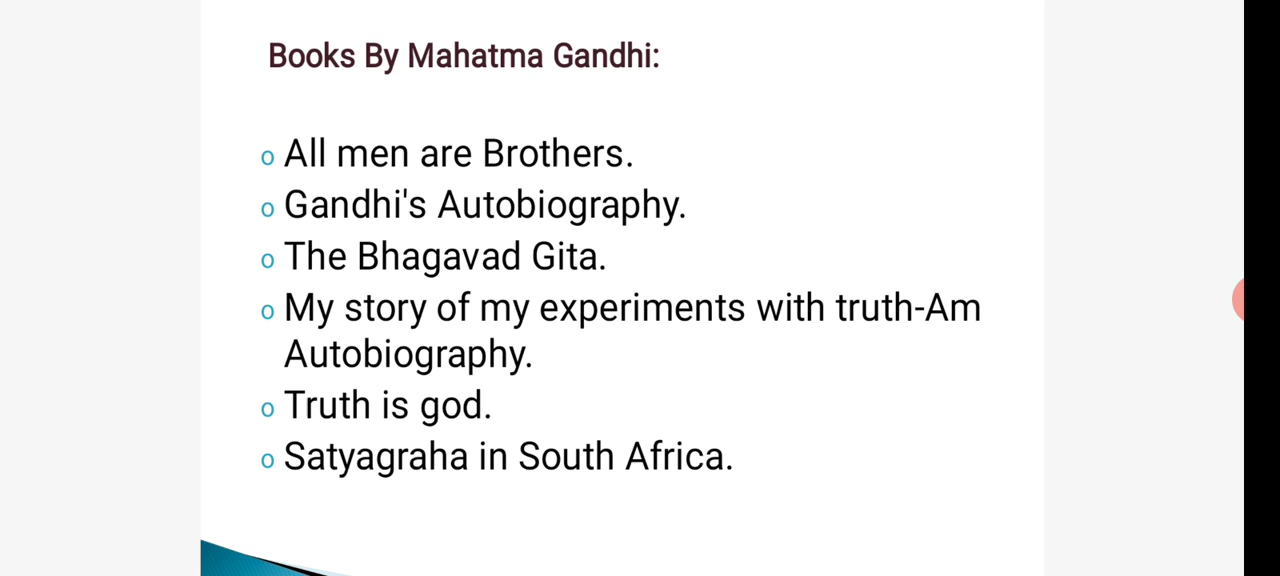 Books By Mahatma Gandhi:
o All men are Brothers.
o Gandhi's Autobiography.
o The Bhagavad Gita.
o My story of my experiments with truth-Am
Autobiography.
o Truth is god.
o Satyagraha in South Africa.